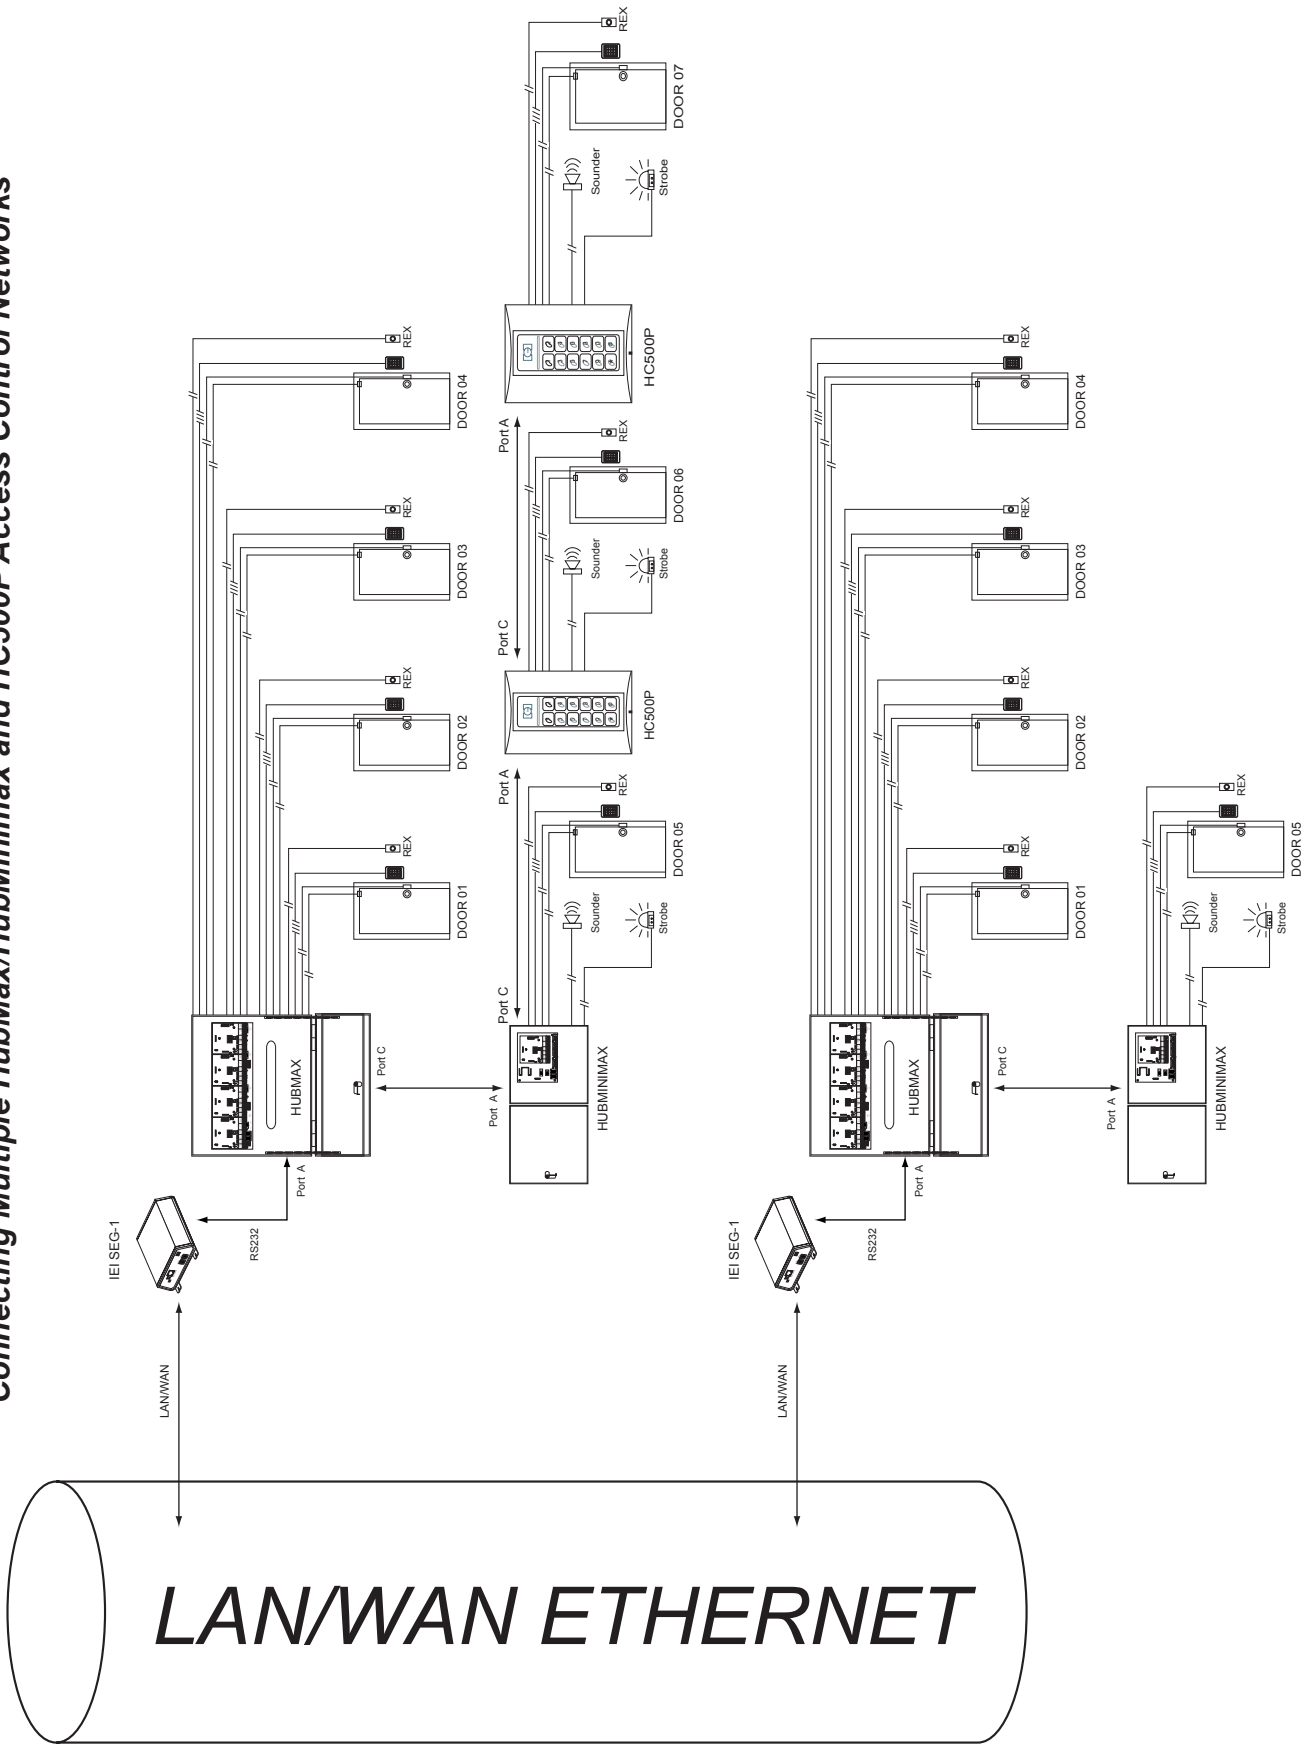 Connecting Multiple HubMax/HubMinimax and HC500P Access Control Networks
LAN/WAN ETHERNET
LAN/WAN
IEI SEG-1
RS232
Port A
HUBMAX
Port C
DOOR 01
REX
DOOR 02
REX
DOOR 03
REX
DOOR 04
REX
Port A
HUBMINIMAX
Port C
Sounder
Strobe
DOOR 05
REX
Port A
HC500P
Port C
Sounder
Strobe
DOOR 06
REX
Port A
HC500P
Sounder
Strobe
DOOR 07
REX
LAN/WAN
IEI SEG-1
RS232
Port A
HUBMAX
Port C
DOOR 01
REX
DOOR 02
REX
DOOR 03
REX
DOOR 04
REX
Port A
HUBMINIMAX
Sounder
Strobe
DOOR 05
REX